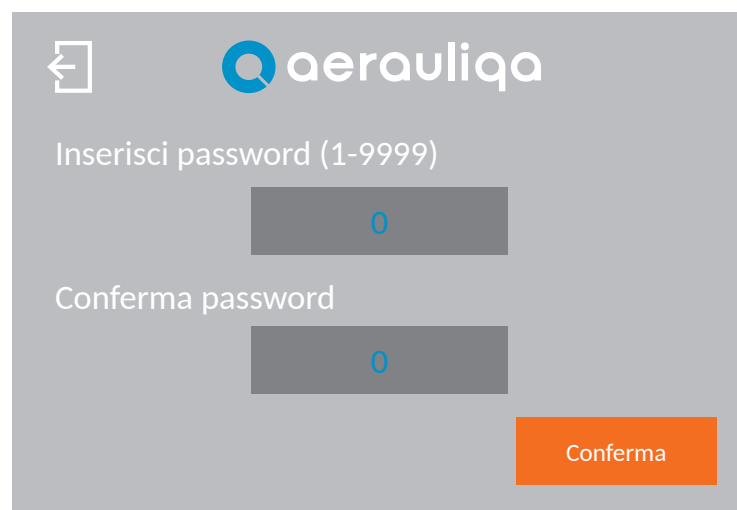 aerauliqa
Inserisci password (1-9999)
0
Conferma password
0
Conferma